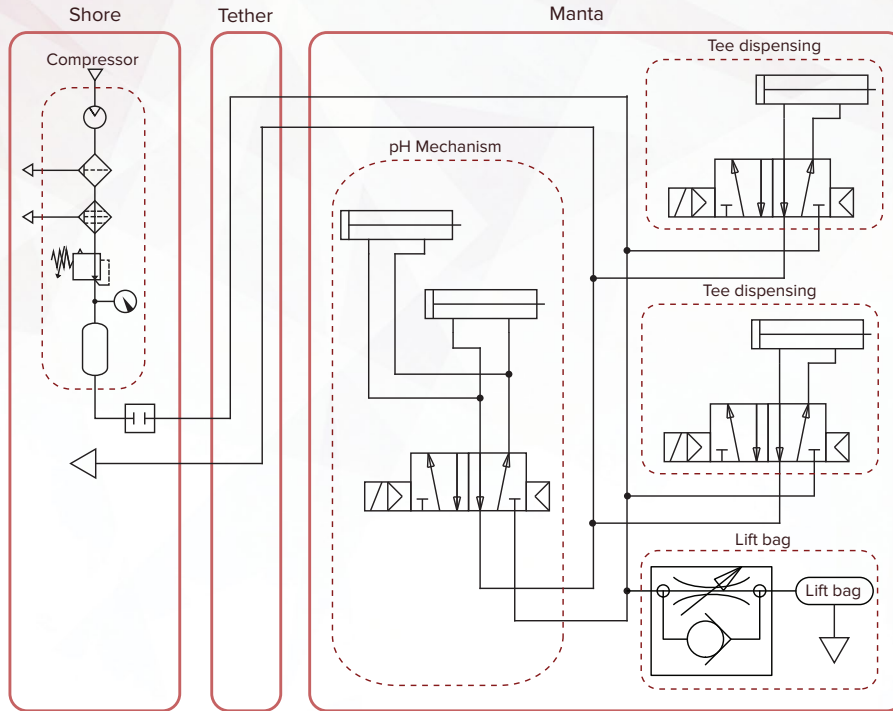 Shore
Tether
Manta
Compressor
Tee dispensing
pH Mechanism
Tee dispensing
Lift bag
Lift bag